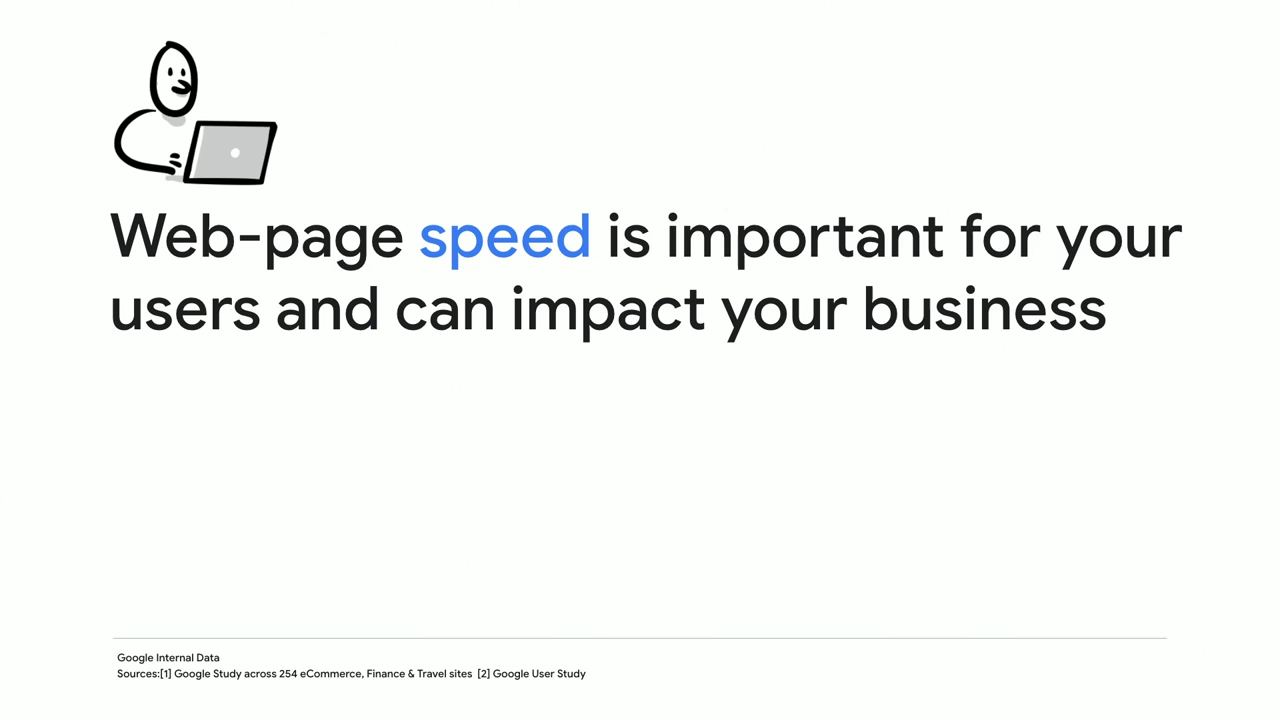 Web-page speed is important for your
users and can impact your business
Google Internal Data
Sources:[1] Google Study across 254 eCommerce, Finance & Travel sites [2] Google User Study